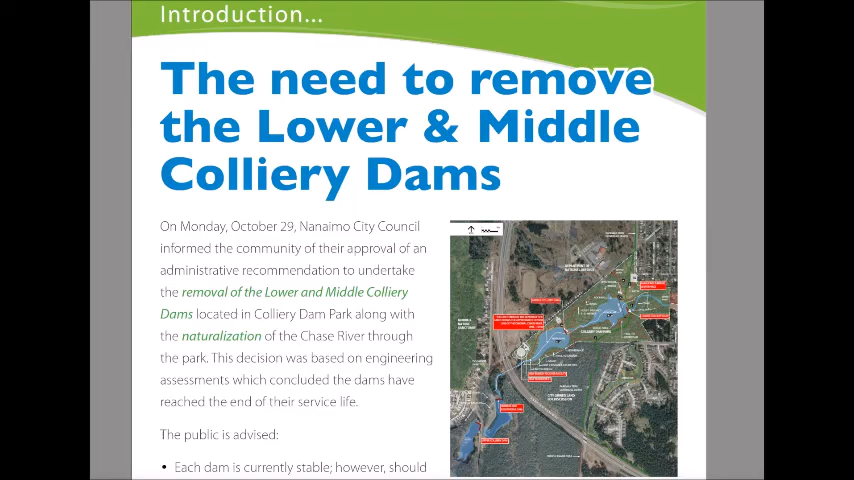 Introduction...
The need to remove
the Lower & Middle
Colliery Dams
On Monday, October 29, Nanaimo City Council
informed the community of their approval of an
administrative recommendation to undertake
the removal of the Lower and Middle Colliery
Dams located in Colliery Dam Park along with
the naturalization of the Chase River through
the park. This decision was based on engineering
assessments which concluded the dams have
reached the end of their service life.
The public is advised:
• Each dam is currently stable; however, should